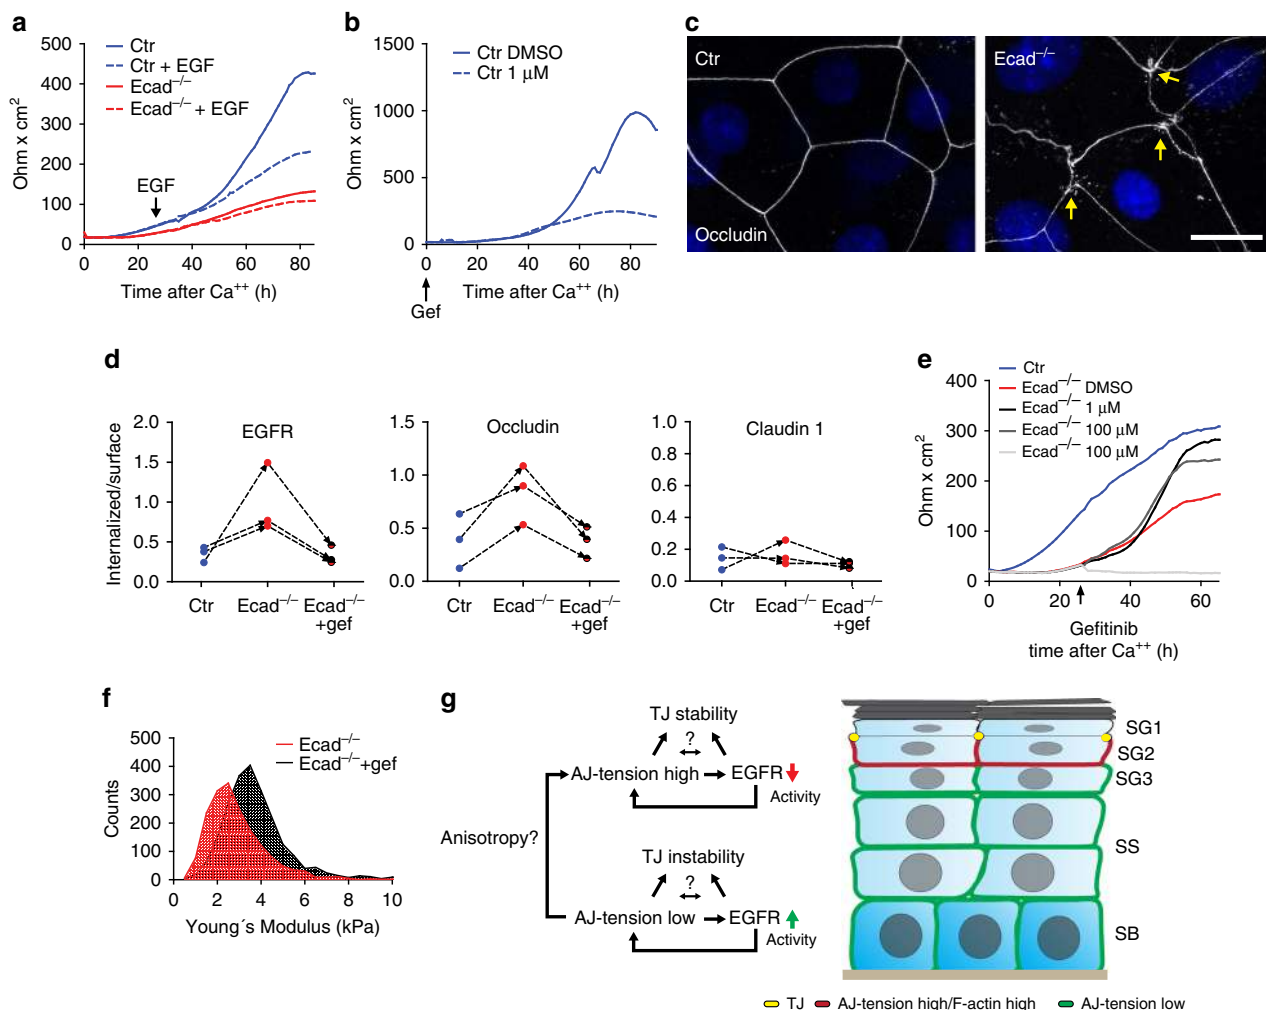 a
500
400
300
200
100
0
Ohm x cm²
Ctr
Ctr + EGF
Ecad⁻/⁻
Ecad⁻/⁻ + EGF
EGF
0 20 40 60 80
Time after Ca⁺⁺ (h)
b
1500
1000
500
0
Ohm x cm²
Ctr DMSO
Ctr 1 μM
0 20 40 60 80
Time after Ca⁺⁺ (h)
Gef
c
Ctr
Occludin
Ecad⁻/⁻
d
Internalized/surface
2.0
1.5
1.0
0.5
0.0
EGFR
Ctr Ecad⁻/⁻ Ecad⁻/⁻
+gef
1.5
1.0
0.5
0.0
Occludin
Ctr Ecad⁻/⁻ Ecad⁻/⁻
+gef
1.0
0.8
0.6
0.4
0.2
0.0
Claudin 1
Ctr Ecad⁻/⁻ Ecad⁻/⁻
+gef
e
Ctr
Ecad⁻/⁻ DMSO
Ecad⁻/⁻ 1 μM
Ecad⁻/⁻ 100 μM
Ecad⁻/⁻ 100 μM
400
300
200
100
0
Ohm x cm²
0 20 40 60
Gefitinib
time after Ca⁺⁺ (h)
f
500
400
300
200
100
0
Counts
Ecad⁻/⁻
Ecad⁻/⁻+gef
0 2 4 6 8 10
Young´s Modulus (kPa)
g
TJ stability
?
AJ-tension high
EGFR
Activity
Anisotropy?
TJ instability
?
AJ-tension low
EGFR
Activity
SG1
SG2
SG3
SS
SB
TJ
AJ-tension high/F-actin high
AJ-tension low